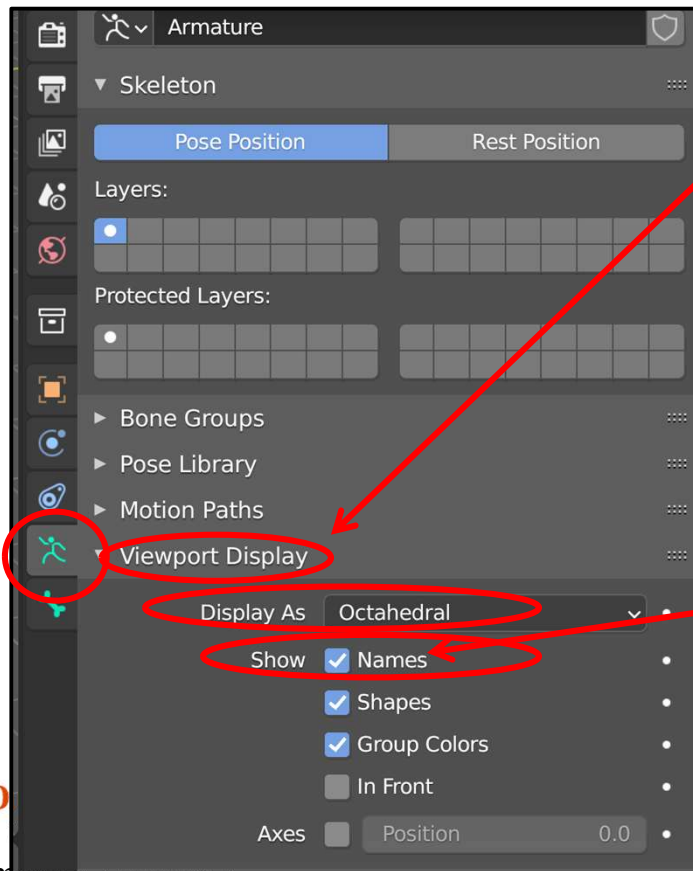 Armature
Skeleton
Pose Position Rest Position
Layers:
Protected Layers:
Bone Groups
Pose Library
Motion Paths
Viewport Display
Display As Octahedral
Show Names
Shapes
Group Colors
In Front
Axes Position 0.0